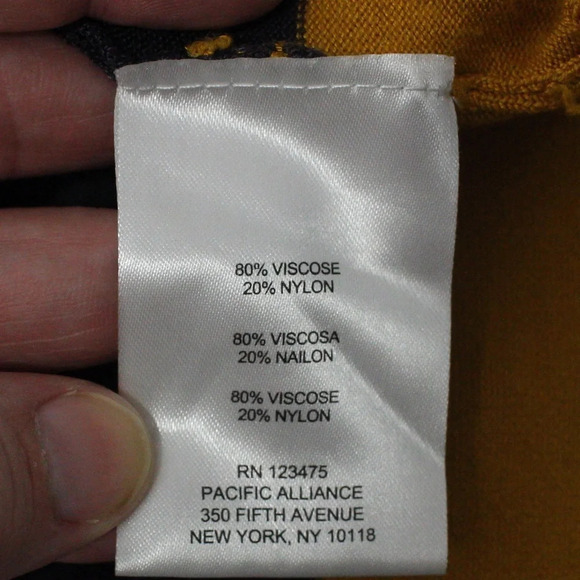 80% VISCOSE
20% NYLON
80% VISCOSA
20% NAILON
80% VISCOSE
20% NYLON
RN 123475
PACIFIC ALLIANCE
350 FIFTH AVENUE
NEW YORK, NY 10118